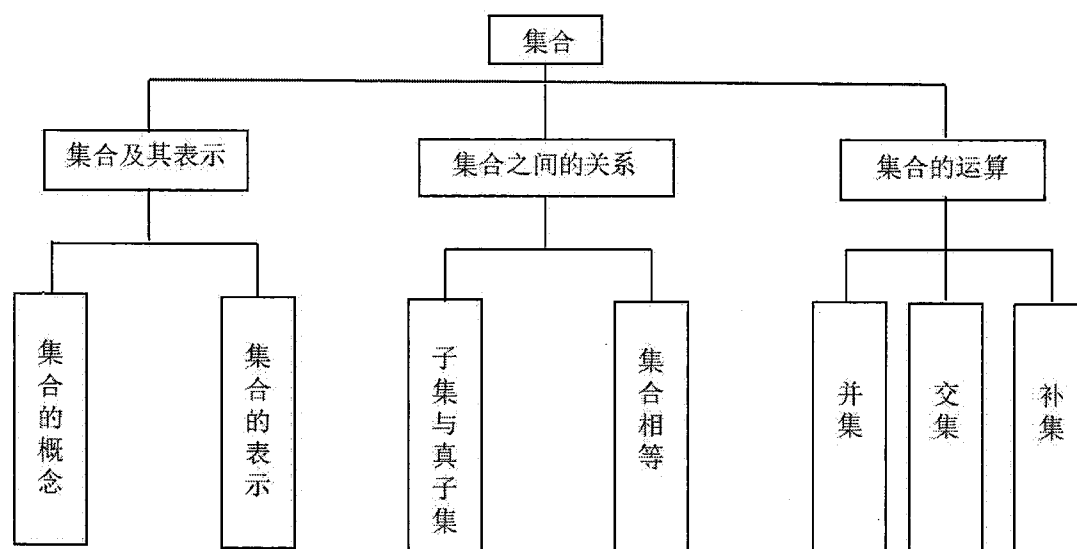 集合
集合及其表示
集合之间的关系
集合的运算
集合的概念
集合的表示
子集与真子集
集合相等
并集
交集
补集